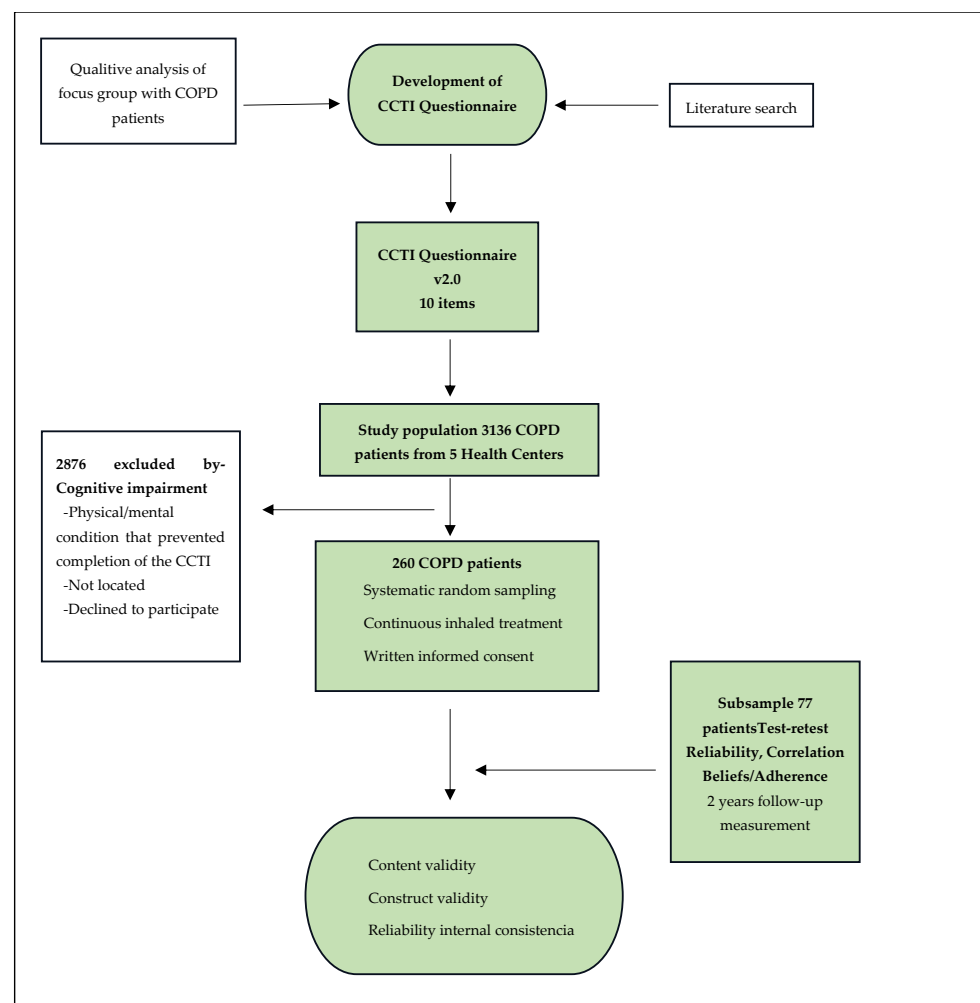 Qualitive analysis of
focus group with COPD
patients
Development of
CCTI Questionnaire
Literature search
CCTI Questionnaire
v2.0
10 items
Study population 3136 COPD
patients from 5 Health Centers
2876 excluded by-
Cognitive impairment
-Physical/mental
condition that prevented
completion of the CCTI
-Not located
-Declined to participate
260 COPD patients
Systematic random sampling
Continuous inhaled treatment
Written informed consent
Subsample 77
patientsTest-retest
Reliability, Correlation
Beliefs/Adherence
2 years follow-up
measurement
Content validity
Construct validity
Reliability internal consistencia